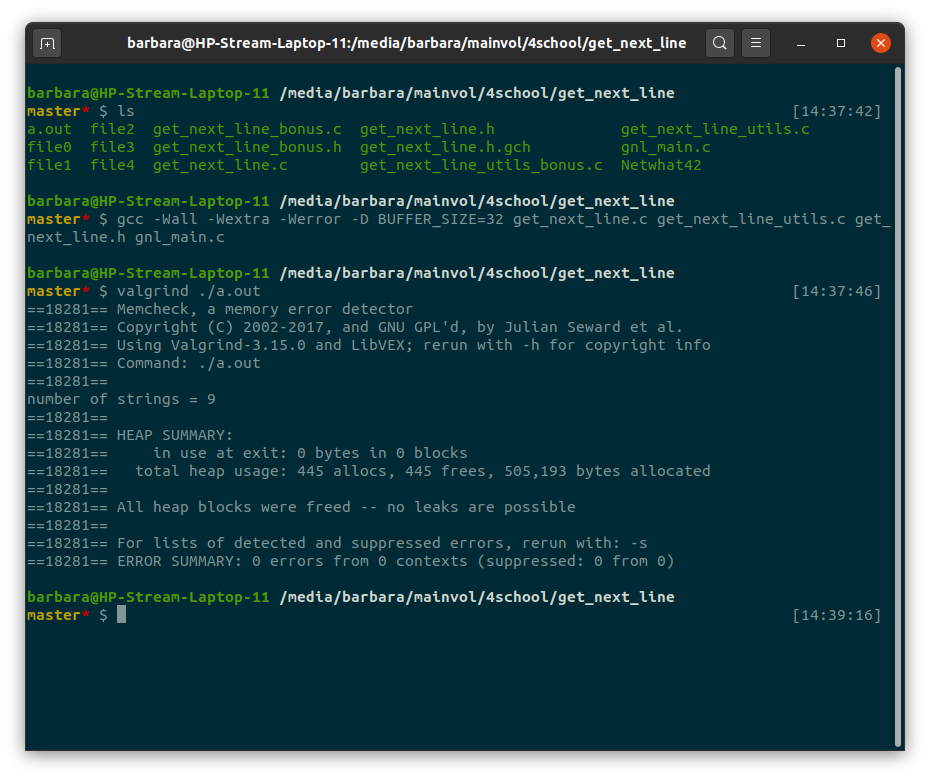 barbara@HP-Stream-Laptop-11:/media/barbara/mainvol/4school/get_next_line
barbara@HP-Stream-Laptop-11 /media/barbara/mainvol/4school/get_next_line
master* $ ls [14:37:42]
a.out  file2  get_next_line_bonus.c  get_next_line.h              get_next_line_utils.c
file0  file3  get_next_line_bonus.h  get_next_line.h.gch          gnl_main.c
file1  file4  get_next_line.c        get_next_line_utils_bonus.c  Netwhat42
barbara@HP-Stream-Laptop-11 /media/barbara/mainvol/4school/get_next_line
master* $ gcc -Wall -Wextra -Werror -D BUFFER_SIZE=32 get_next_line.c get_next_line_utils.c get_
next_line.h gnl_main.c
barbara@HP-Stream-Laptop-11 /media/barbara/mainvol/4school/get_next_line
master* $ valgrind ./a.out [14:37:46]
==18281== Memcheck, a memory error detector
==18281== Copyright (C) 2002-2017, and GNU GPL'd, by Julian Seward et al.
==18281== Using Valgrind-3.15.0 and LibVEX; rerun with -h for copyright info
==18281== Command: ./a.out
==18281==
number of strings = 9
==18281==
==18281== HEAP SUMMARY:
==18281==     in use at exit: 0 bytes in 0 blocks
==18281==   total heap usage: 445 allocs, 445 frees, 505,193 bytes allocated
==18281==
==18281== All heap blocks were freed -- no leaks are possible
==18281==
==18281== For lists of detected and suppressed errors, rerun with: -s
==18281== ERROR SUMMARY: 0 errors from 0 contexts (suppressed: 0 from 0)
barbara@HP-Stream-Laptop-11 /media/barbara/mainvol/4school/get_next_line
master* $ [14:39:16]